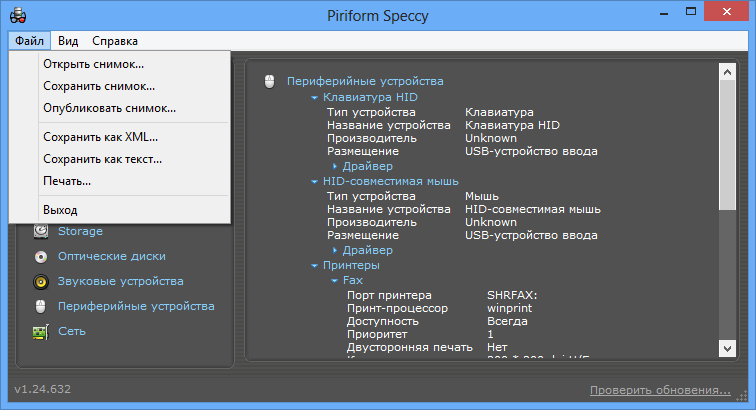 Piriform Speccy
Файл Вид Справка
Открыть снимок...
Сохранить снимок...
Опубликовать снимок...
Сохранить как XML...
Сохранить как текст...
Печать...
Выход
Storage
Оптические диски
Звуковые устройства
Периферийные устройства
Сеть
Периферийные устройства
Клавиатура HID
Тип устройства Клавиатура
Название устройства Клавиатура HID
Производитель Unknown
Размещение USB-устройство ввода
Драйвер
HID-совместимая мышь
Тип устройства Мышь
Название устройства HID-совместимая мышь
Производитель Unknown
Размещение USB-устройство ввода
Драйвер
Принтеры
Fax
Порт принтера SHRFAX:
Принт-процессор winprint
Доступность Всегда
Приоритет 1
Двусторонняя печать Нет
v1.24.632
Проверить обновения...